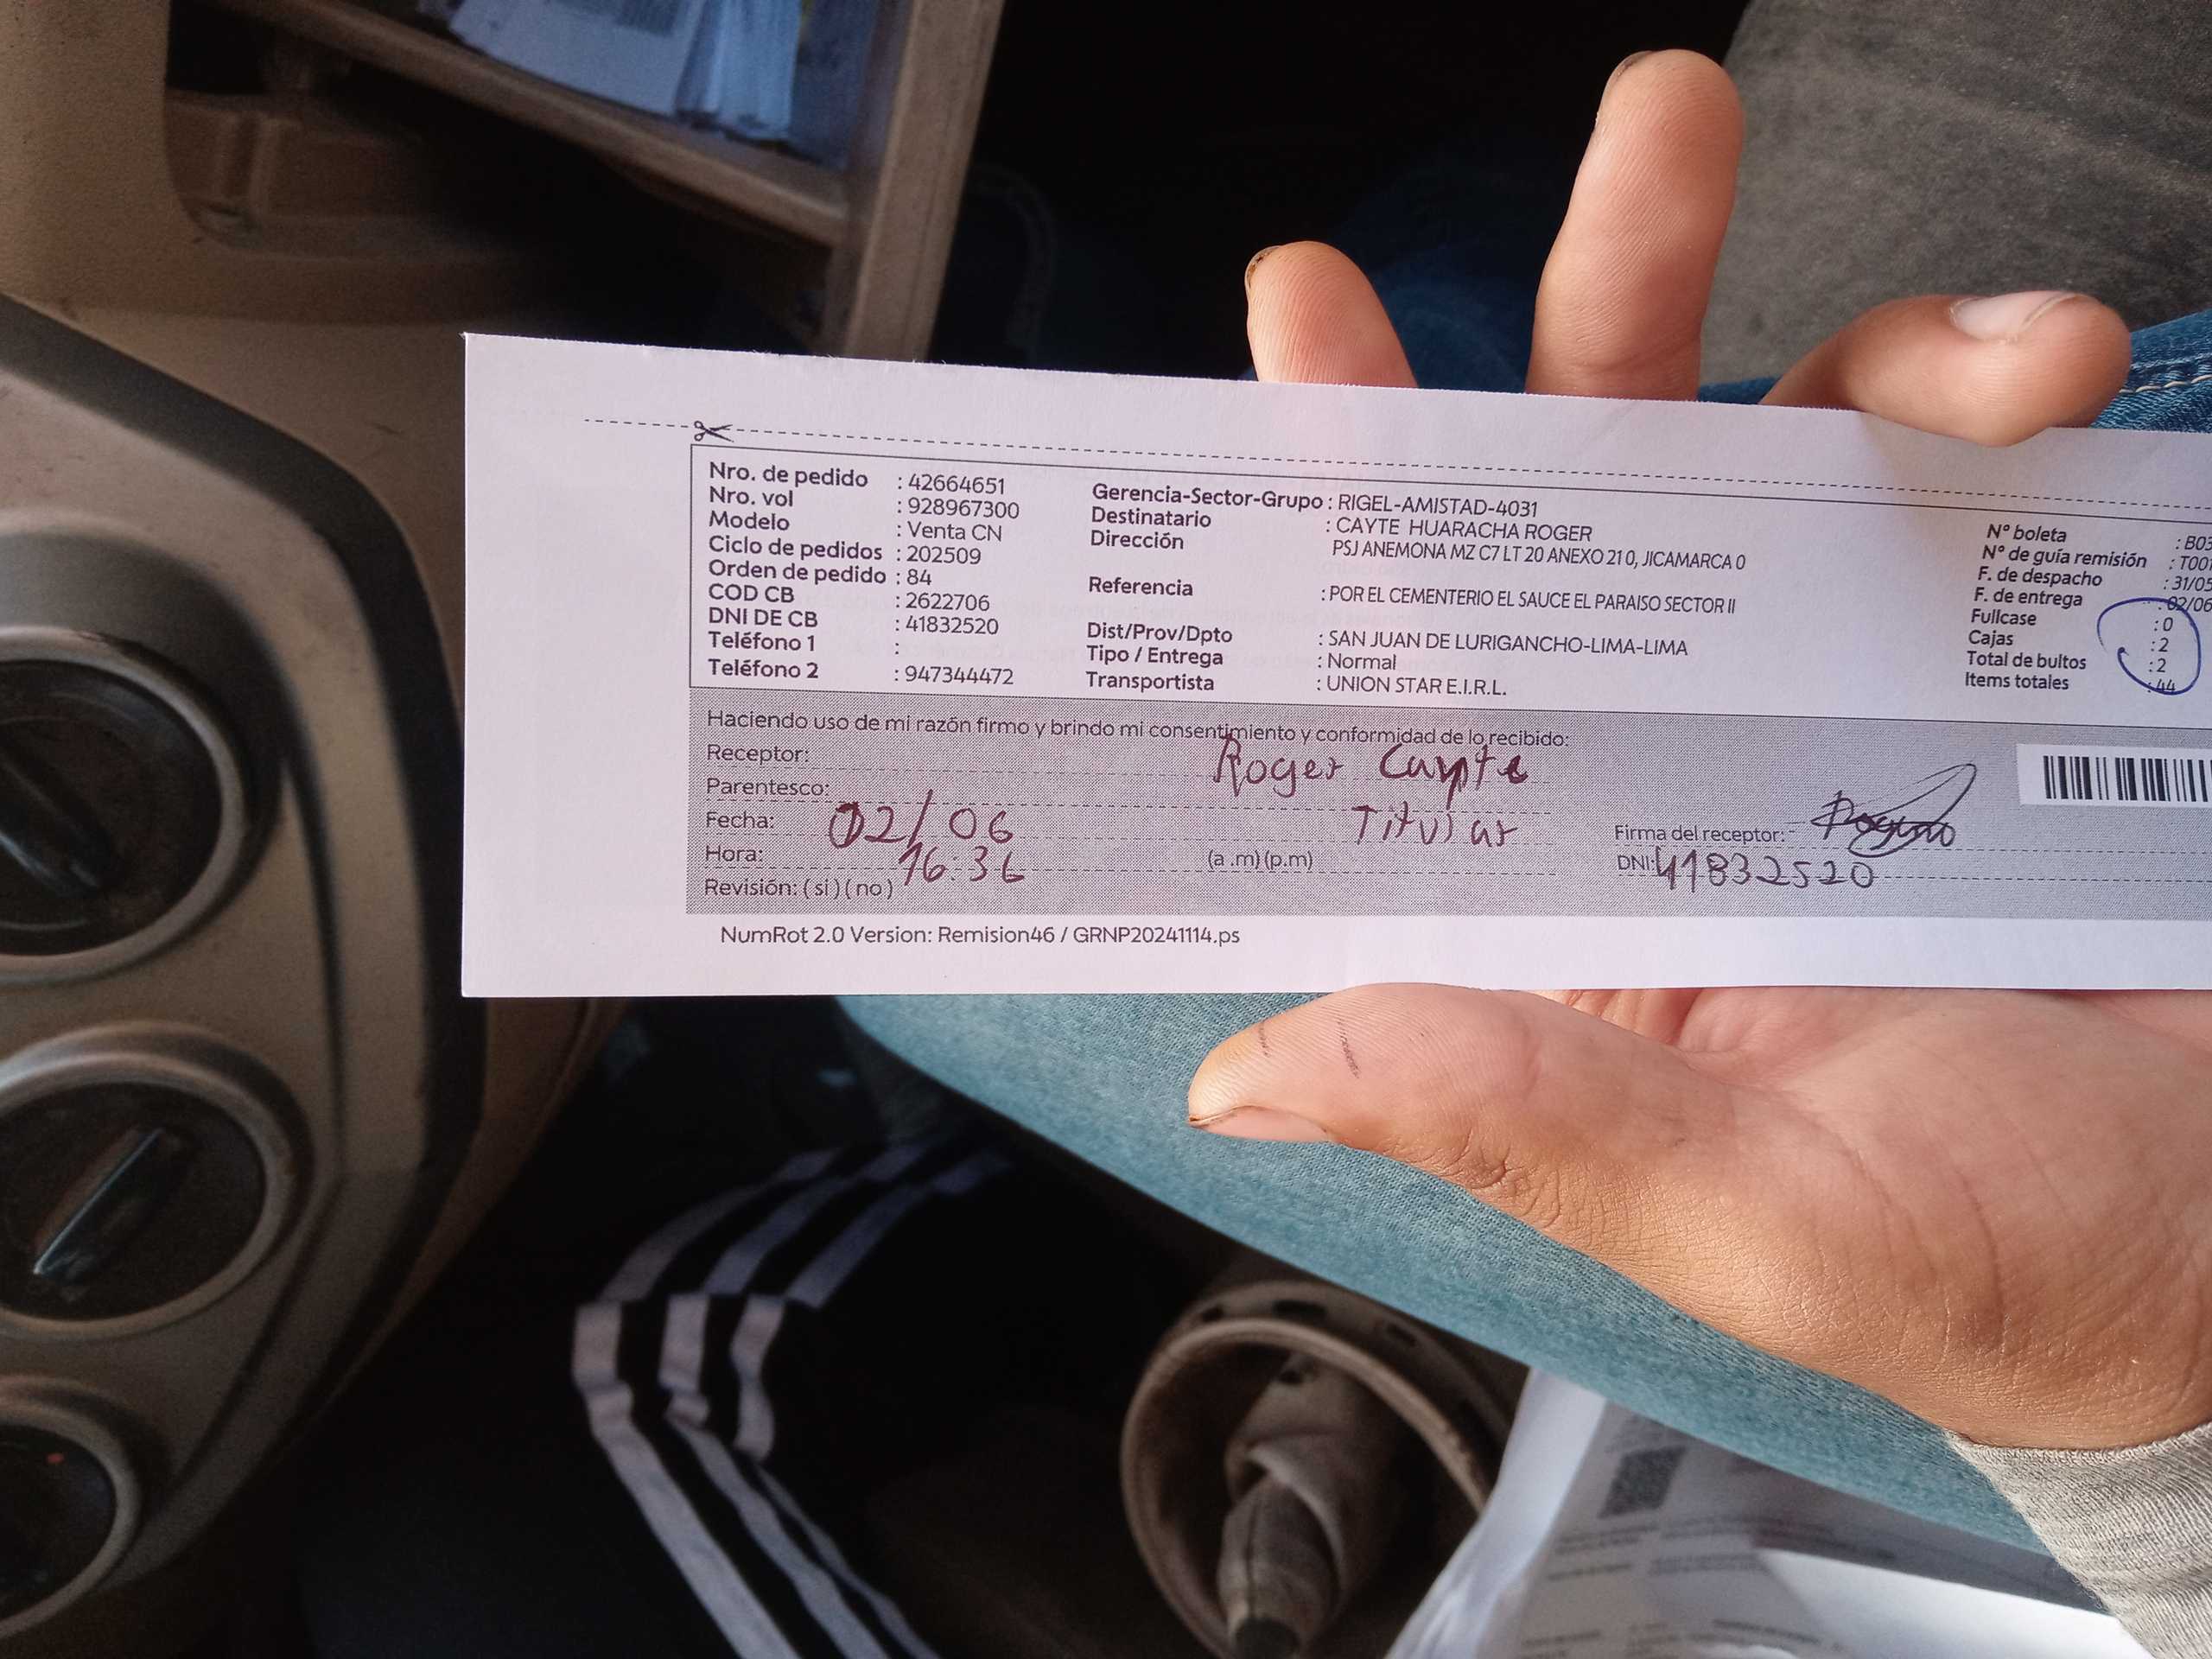 Nro. de pedido : 42664651
Nro. vol : 928967300
Modelo : Venta CN
Ciclo de pedidos : 202509
Orden de pedido : 84
COD CB : 2622706
DNI DE CB : 41832520
Teléfono 1 :
Teléfono 2 : 947344472
Gerencia-Sector-Grupo : RIGEL-AMISTAD-4031
Destinatario : CAYTE HUARACHA ROGER
Dirección PSJ ANEMONA MZ C7 LT 20 ANEXO 21 0, JICAMARCA 0
Referencia : POR EL CEMENTERIO EL SAUCE EL PARAISO SECTOR II
Dist/Prov/Dpto : SAN JUAN DE LURIGANCHO-LIMA-LIMA
Tipo / Entrega : Normal
Transportista : UNION STAR E.I.R.L.
N° boleta : B03
N° de guía remisión : T001
F. de despacho : 31/05
F. de entrega : 02/06
Fullcase : 0
Cajas : 2
Total de bultos : 2
Items totales : 44
Haciendo uso de mi razón firmo y brindo mi consentimiento y conformidad de lo recibido:
Receptor: Roger Cayte
Parentesco: Titular
Fecha: 02/06
Hora: 16:36 (a.m) (p.m)
Revisión: ( si ) ( no )
Firma del receptor:
DNI: 41832520
NumRot 2.0 Version: Remision46 / GRNP20241114.ps